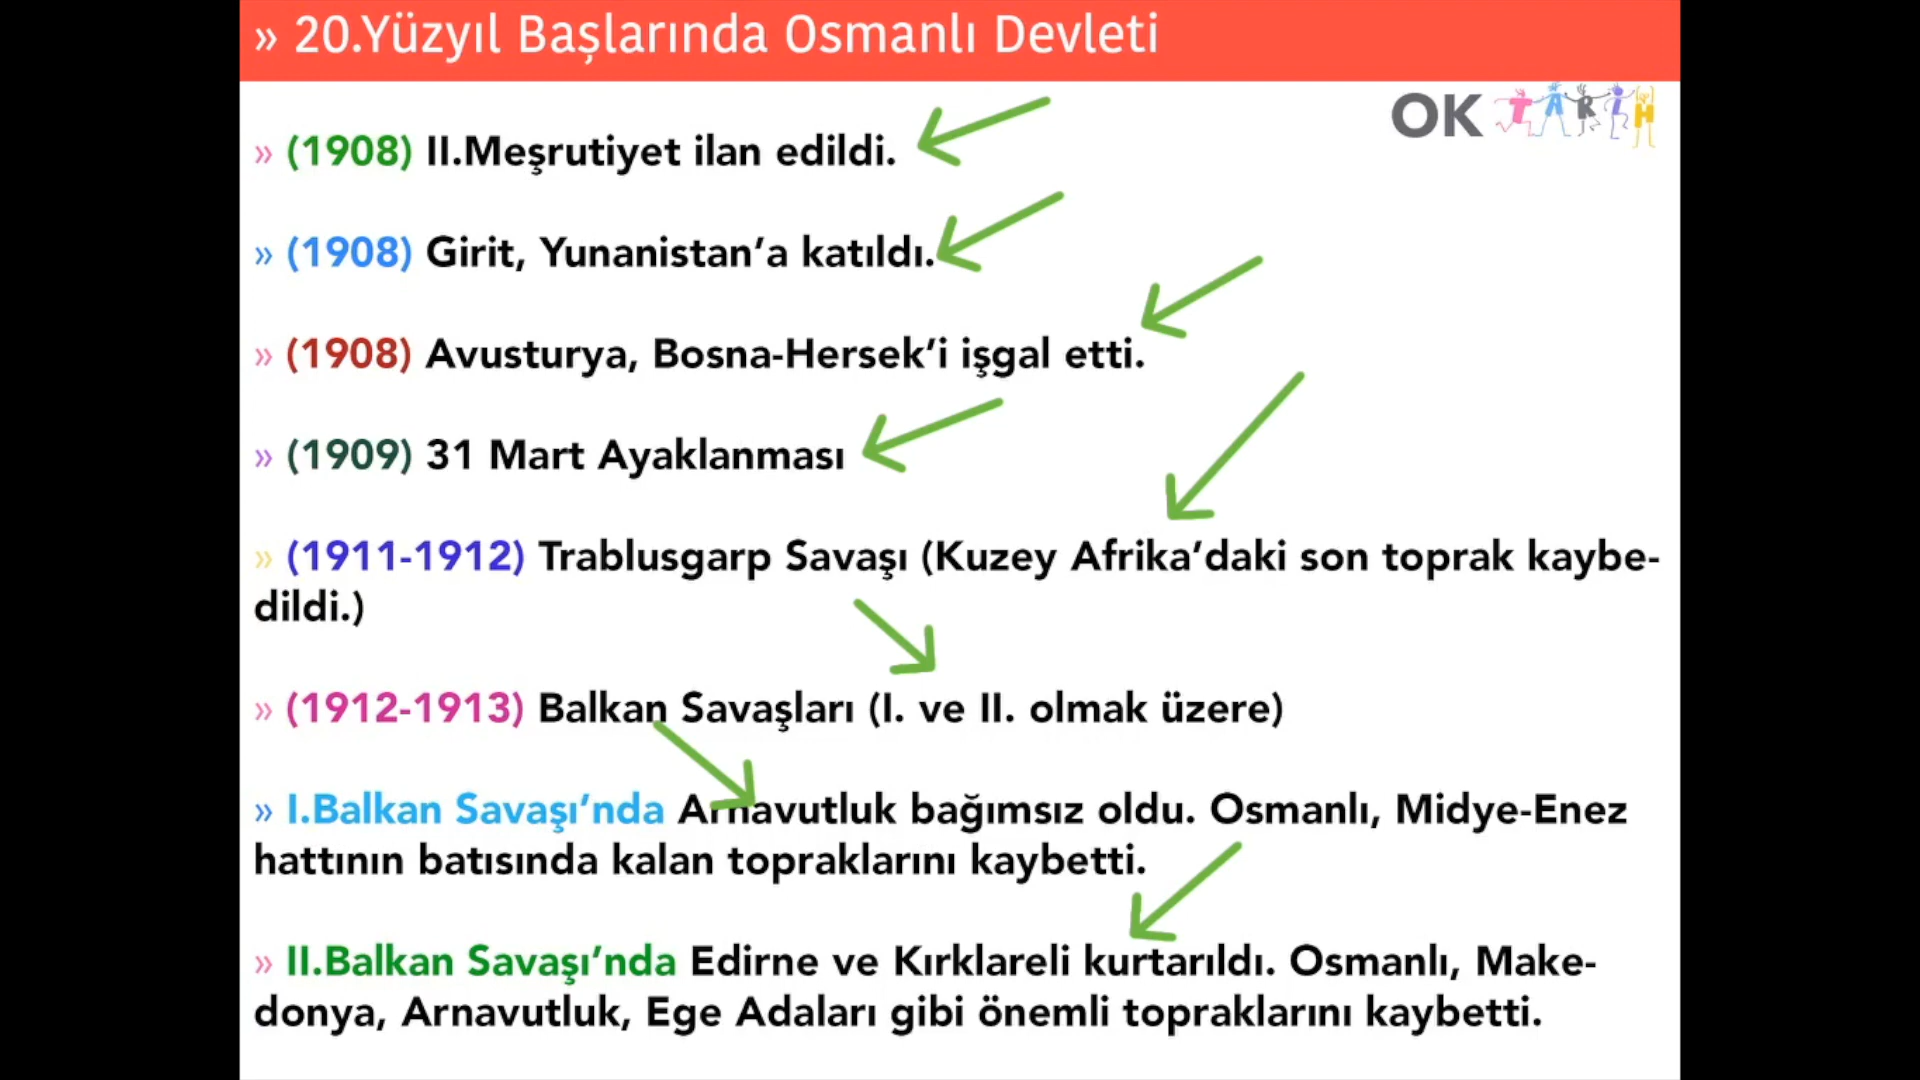 » 20.Yüzyıl Başlarında Osmanlı Devleti
OK TARİH
» (1908) II.Meşrutiyet ilan edildi.
» (1908) Girit, Yunanistan’a katıldı.
» (1908) Avusturya, Bosna-Hersek’i işgal etti.
» (1909) 31 Mart Ayaklanması
» (1911-1912) Trablusgarp Savaşı (Kuzey Afrika’daki son toprak kaybe-
dildi.)
» (1912-1913) Balkan Savaşları (I. ve II. olmak üzere)
» I.Balkan Savaşı’nda Arnavutluk bağımsız oldu. Osmanlı, Midye-Enez
hattının batısında kalan topraklarını kaybetti.
» II.Balkan Savaşı’nda Edirne ve Kırklareli kurtarıldı. Osmanlı, Make-
donya, Arnavutluk, Ege Adaları gibi önemli topraklarını kaybetti.